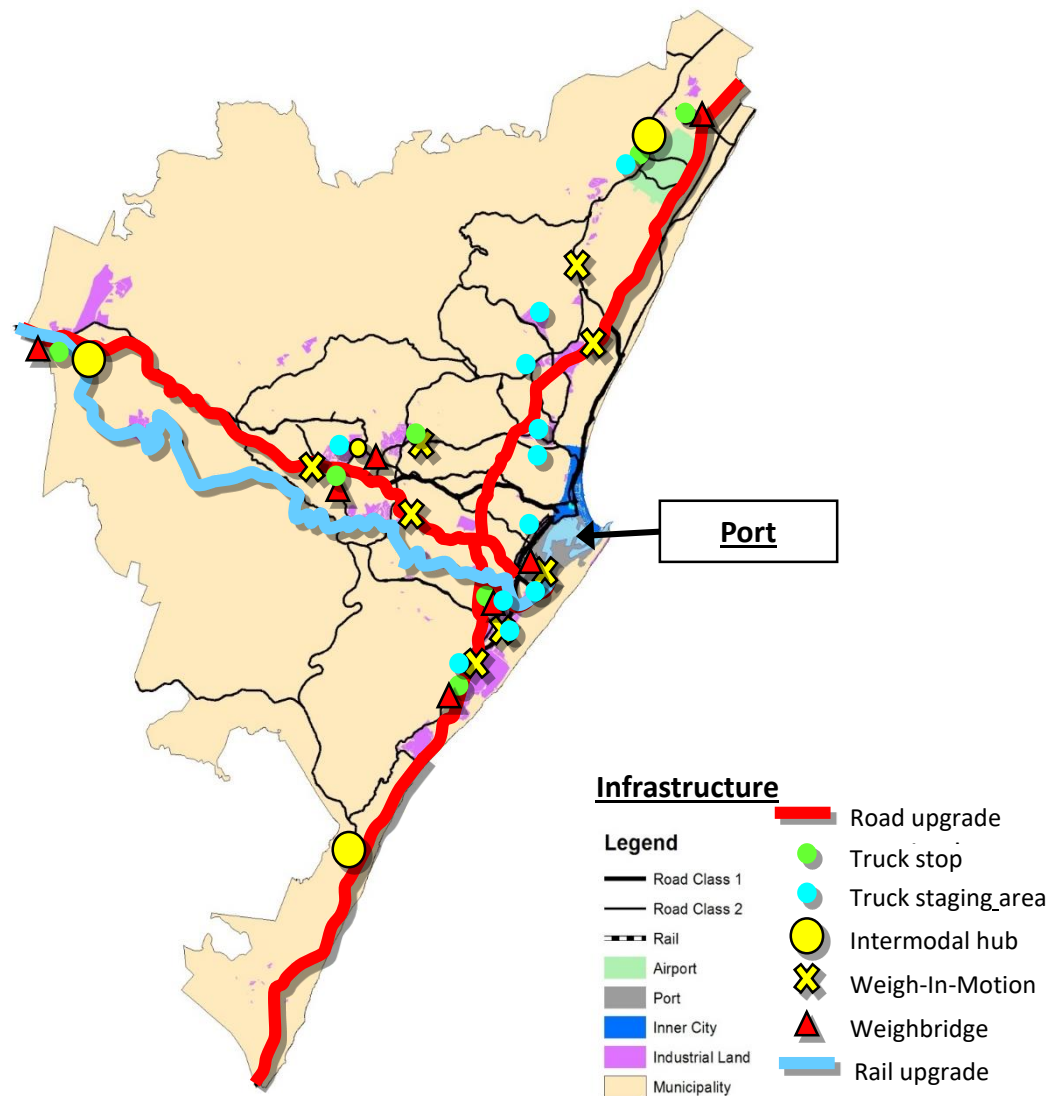 Port
Infrastructure
Legend
Road Class 1
Road Class 2
Rail
Airport
Port
Inner City
Industrial Land
Municipality
Road upgrade
Truck stop
Truck staging area
Intermodal hub
Weigh-In-Motion
Weighbridge
Rail upgrade